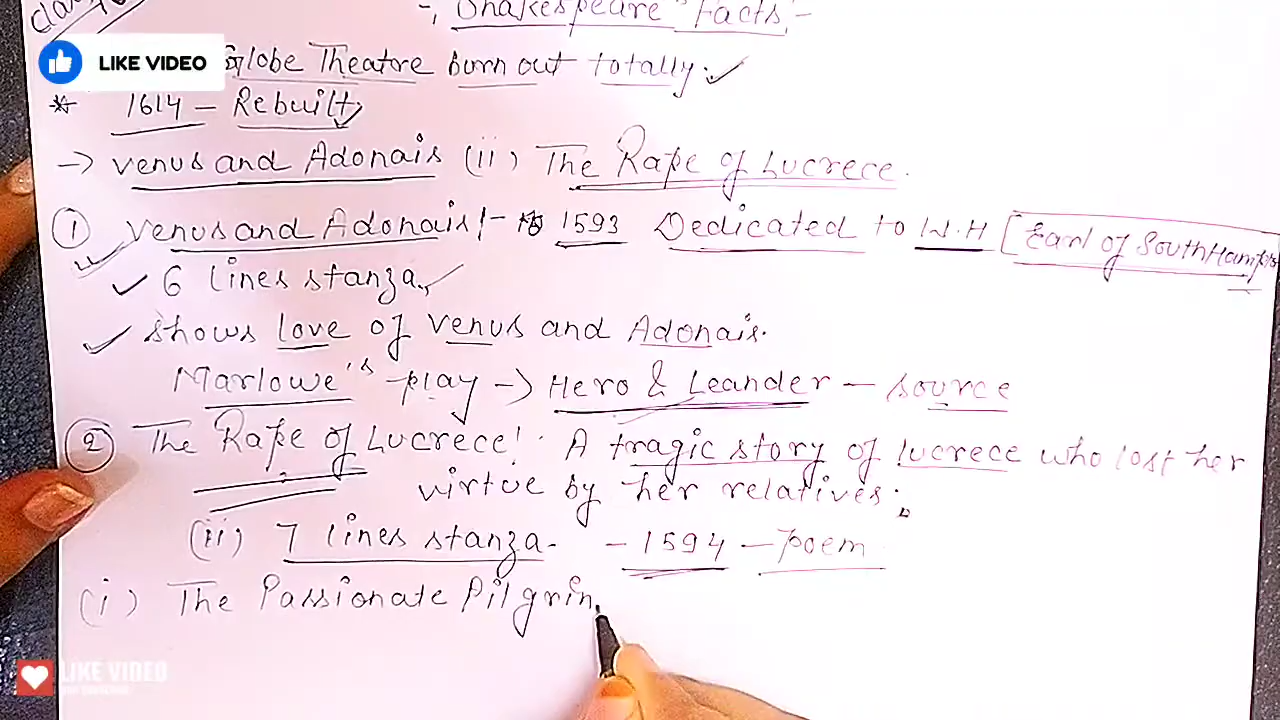 Shakespeare Facts
LIKE VIDEO
Globe Theatre burn out totally.
* 1614 - Rebuilt
→ venus and Adonais (ii) The Rape of Lucrece.
1 venus and Adonais!- 1593 Dedicated to W.H [Earl of Southhampton
6 lines stanza.
shows love of venus and Adonais.
Marlowe's play → Hero & Leander - source
2 The Rape of Lucrece! A tragic story of lucrece who lost her
virtue by her relatives.
(ii) 7 lines stanza. - 1594 - poem
(i) The Passionate Pilgrim
LIKE VIDEO